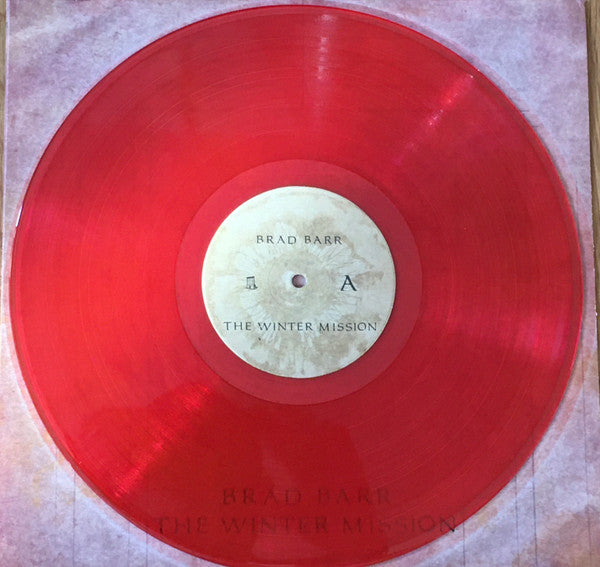 BRAD BARR
A
THE WINTER MISSION
BRAD BARR
THE WINTER MISSION